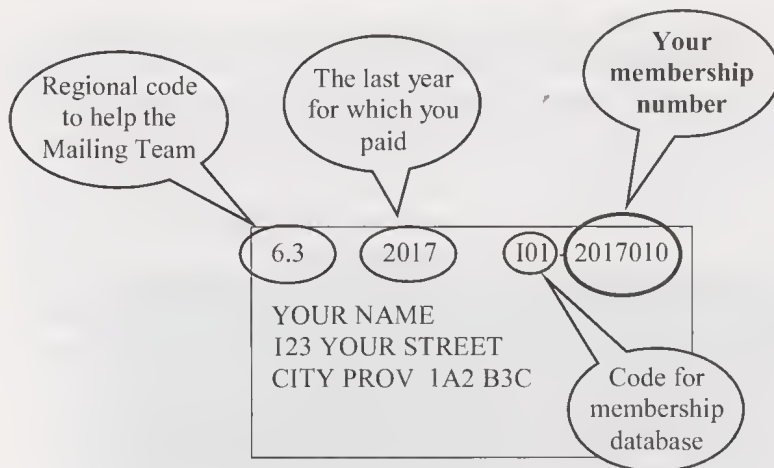 Regional code
to help the
Mailing Team
The last year
for which you
paid
Your
membership
number
6.3 2017 I01-2017010
YOUR NAME
I23 YOUR STREET
CITY PROV 1A2 B3C
Code for
membership
database